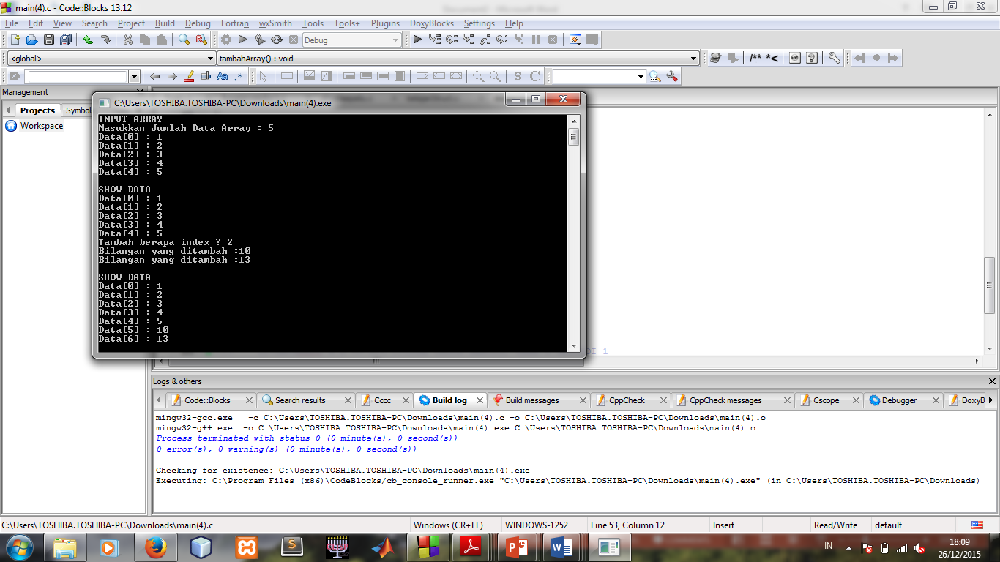 main(4).c - Code::Blocks 13.12
File Edit View Search Project Build Debug Fortran wxSmith Tools Tools+ Plugins DoxyBlocks Settings Help
Debug
<global> tambahArray() : void /** *<
Aa .* S C
Management
Projects Symbol
Workspace
C:\Users\TOSHIBA.TOSHIBA-PC\Downloads\main(4).exe
INPUT ARRAY
Masukkan Jumlah Data Array : 5
Data[0] : 1
Data[1] : 2
Data[2] : 3
Data[3] : 4
Data[4] : 5
SHOW DATA
Data[0] : 1
Data[1] : 2
Data[2] : 3
Data[3] : 4
Data[4] : 5
Tambah berapa index ? 2
Bilangan yang ditambah :10
Bilangan yang ditambah :13
SHOW DATA
Data[0] : 1
Data[1] : 2
Data[2] : 3
Data[3] : 4
Data[4] : 5
Data[5] : 10
Data[6] : 13
DI 1
Logs & others
Code::Blocks Search results Cccc Build log Build messages CppCheck CppCheck messages Cscope Debugger DoxyB
mingw32-gcc.exe -c C:\Users\TOSHIBA.TOSHIBA-PC\Downloads\main(4).c -o C:\Users\TOSHIBA.TOSHIBA-PC\Downloads\main(4).o
mingw32-g++.exe -o C:\Users\TOSHIBA.TOSHIBA-PC\Downloads\main(4).exe C:\Users\TOSHIBA.TOSHIBA-PC\Downloads\main(4).o
Process terminated with status 0 (0 minute(s), 0 second(s))
0 error(s), 0 warning(s) (0 minute(s), 0 second(s))
Checking for existence: C:\Users\TOSHIBA.TOSHIBA-PC\Downloads\main(4).exe
Executing: C:\Program Files (x86)\CodeBlocks/cb_console_runner.exe "C:\Users\TOSHIBA.TOSHIBA-PC\Downloads\main(4).exe" (in C:\Users\TOSHIBA.TOSHIBA-PC\Downloads)
C:\Users\TOSHIBA.TOSHIBA-PC\Downloads\main(4).c Windows (CR+LF) WINDOWS-1252 Line 53, Column 12 Insert Read/Write default
IN 18:09
26/12/2015